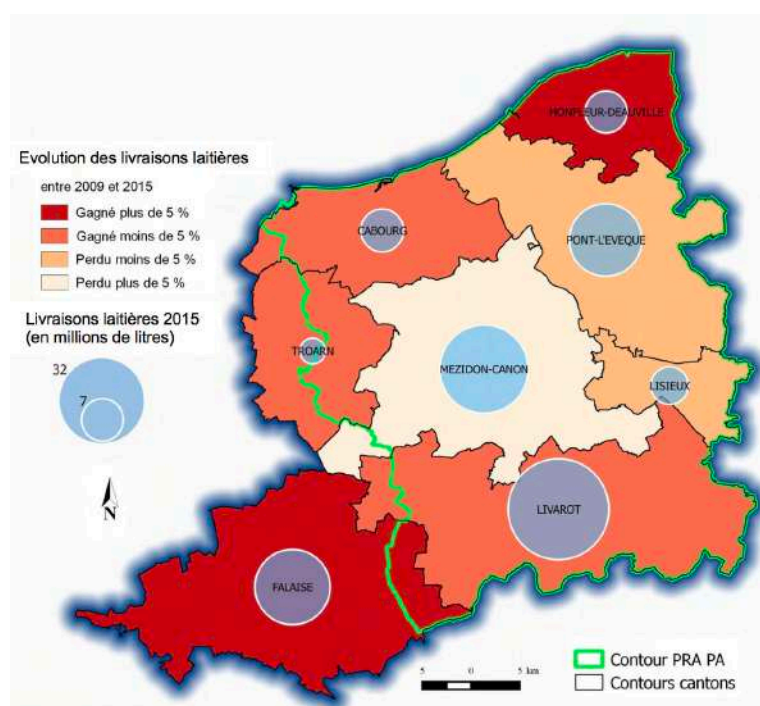 Evolution des livraisons laitières
entre 2009 et 2015
Gagné plus de 5 %
Gagné moins de 5 %
Perdu moins de 5 %
Perdu plus de 5 %
Livraisons laitières 2015
(en millions de litres)
32
7
N
HONFLEUR-DEAUVILLE
CABOURG
PONT-L'EVEQUE
TROARN
MEZIDON-CANON
LISIEUX
LIVAROT
FALAISE
5 0 5 km
Contour PRA PA
Contours cantons